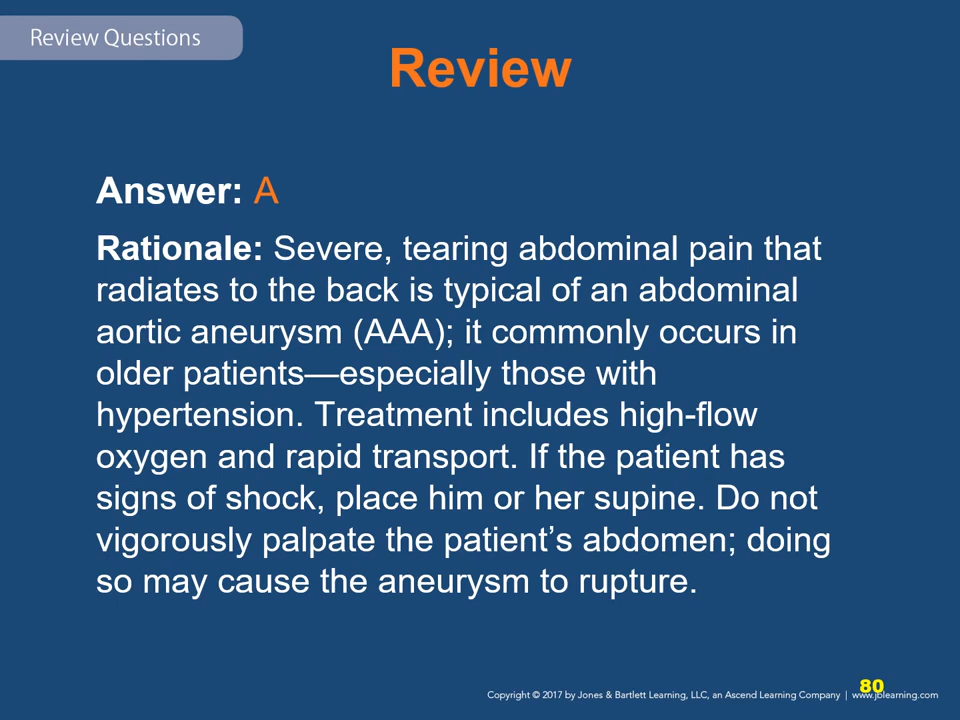 Review Questions
Review
Answer: A
Rationale: Severe, tearing abdominal pain that
radiates to the back is typical of an abdominal
aortic aneurysm (AAA); it commonly occurs in
older patients—especially those with
hypertension. Treatment includes high-flow
oxygen and rapid transport. If the patient has
signs of shock, place him or her supine. Do not
vigorously palpate the patient’s abdomen; doing
so may cause the aneurysm to rupture.
80
Copyright © 2017 by Jones & Bartlett Learning, LLC, an Ascend Learning Company | www.jblearning.com